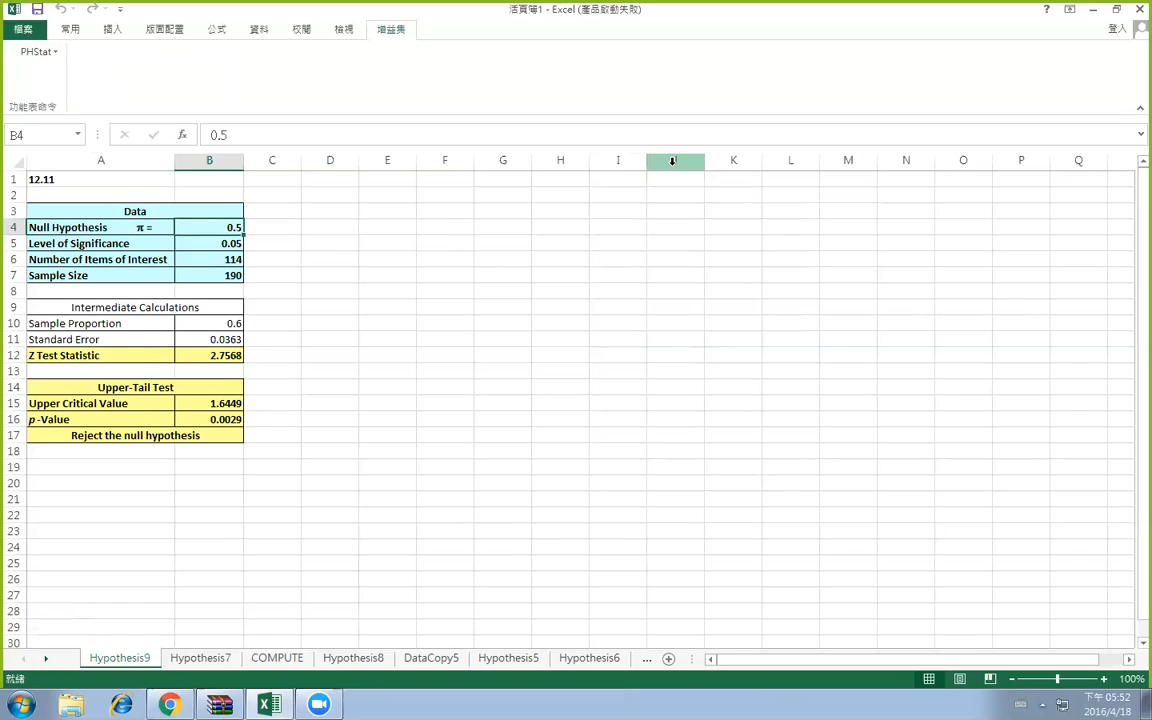 活頁簿1 - Excel (產品啟動失敗)
?
檔案 常用 插入 版面配置 公式 資料 校閱 檢視 增益集 登入
PHStat
功能表命令
B4 fx 0.5
A B C D E F G H I K L M N O P Q
1 12.11
2
3 Data
4 Null Hypothesis π = 0.5
5 Level of Significance 0.05
6 Number of Items of Interest 114
7 Sample Size 190
8
9 Intermediate Calculations
10 Sample Proportion 0.6
11 Standard Error 0.0363
12 Z Test Statistic 2.7568
13
14 Upper-Tail Test
15 Upper Critical Value 1.6449
16 p-Value 0.0029
17 Reject the null hypothesis
18
19
20
21
22
23
24
25
26
27
28
29
30
Hypothesis9 Hypothesis7 COMPUTE Hypothesis8 DataCopy5 Hypothesis5 Hypothesis6 ...
就緒 100%
下午 05:52
2016/4/18